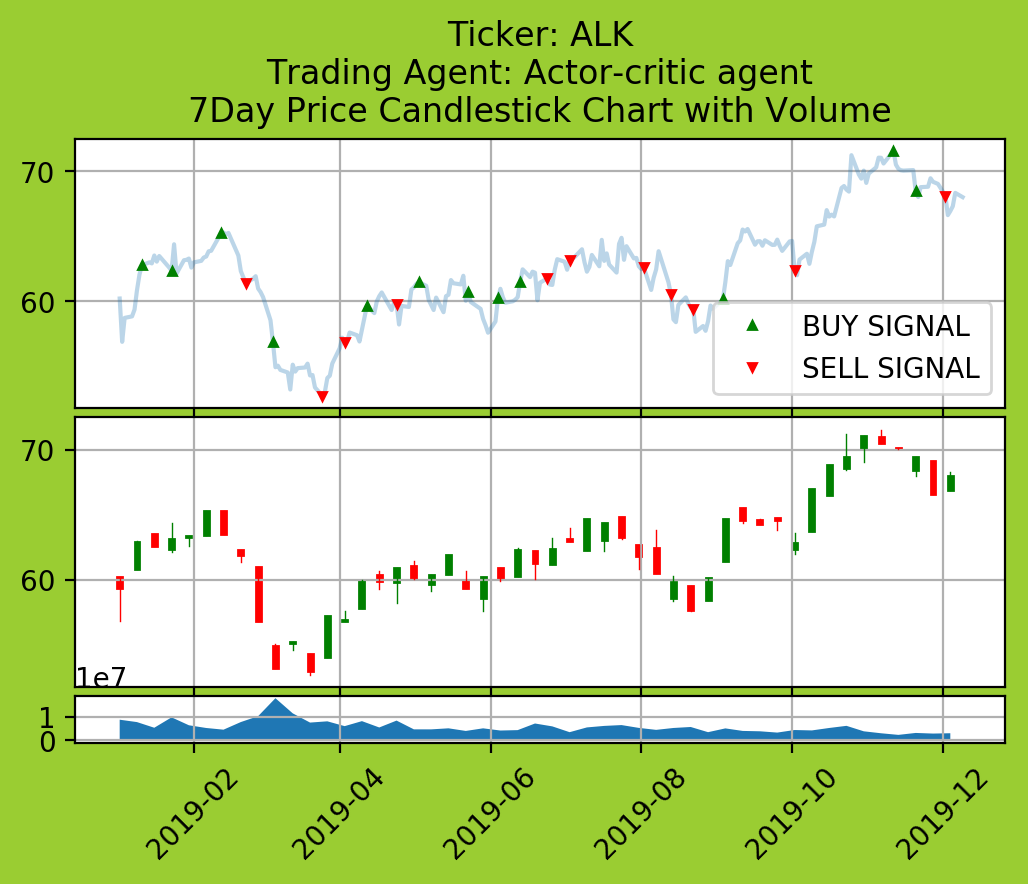 Ticker: ALK
Trading Agent: Actor-critic agent
7Day Price Candlestick Chart with Volume
70
60
BUY SIGNAL
SELL SIGNAL
70
60
1e7
1
0
2019-02
2019-04
2019-06
2019-08
2019-10
2019-12